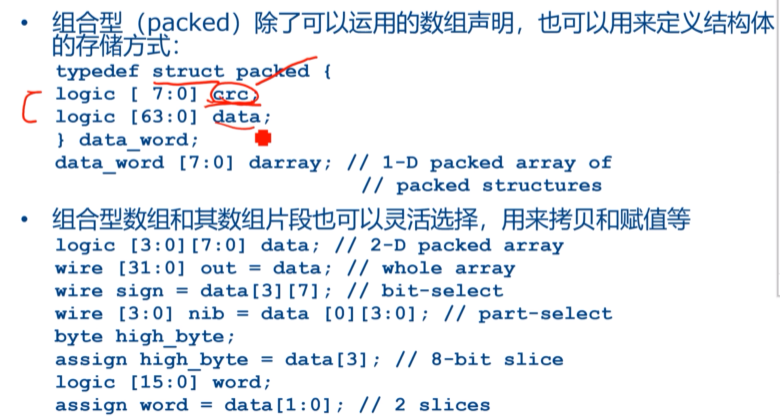 • 组合型（packed）除了可以运用的数组声明，也可以用来定义结构体
的存储方式：
typedef struct packed {
logic [ 7:0] crc;
logic [63:0] data;
} data_word;
data_word [7:0] darray; // 1-D packed array of
// packed structures
• 组合型数组和其数组片段也可以灵活选择，用来拷贝和赋值等
logic [3:0][7:0] data; // 2-D packed array
wire [31:0] out = data; // whole array
wire sign = data[3][7]; // bit-select
wire [3:0] nib = data [0][3:0]; // part-select
byte high_byte;
assign high_byte = data[3]; // 8-bit slice
logic [15:0] word;
assign word = data[1:0]; // 2 slices